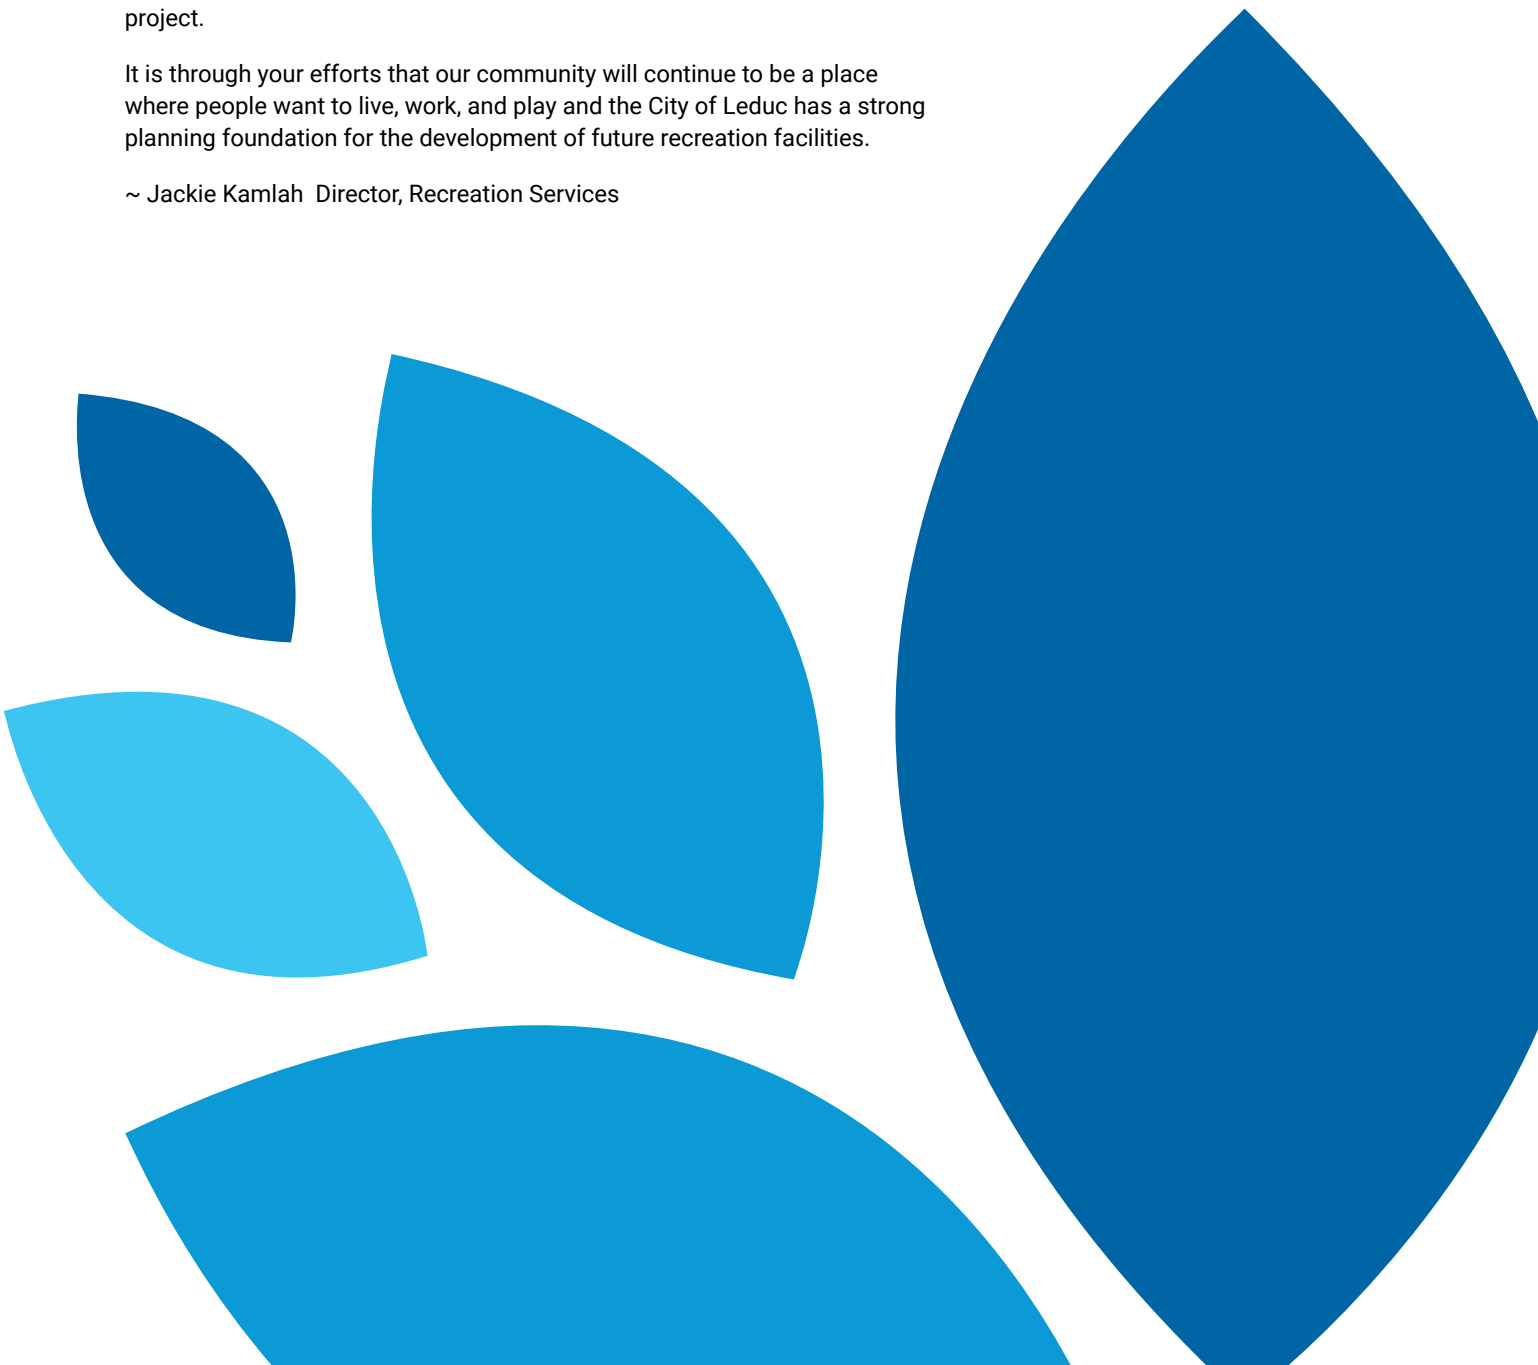 project.
It is through your efforts that our community will continue to be a place
where people want to live, work, and play and the City of Leduc has a strong
planning foundation for the development of future recreation facilities.
~ Jackie Kamlah  Director, Recreation Services